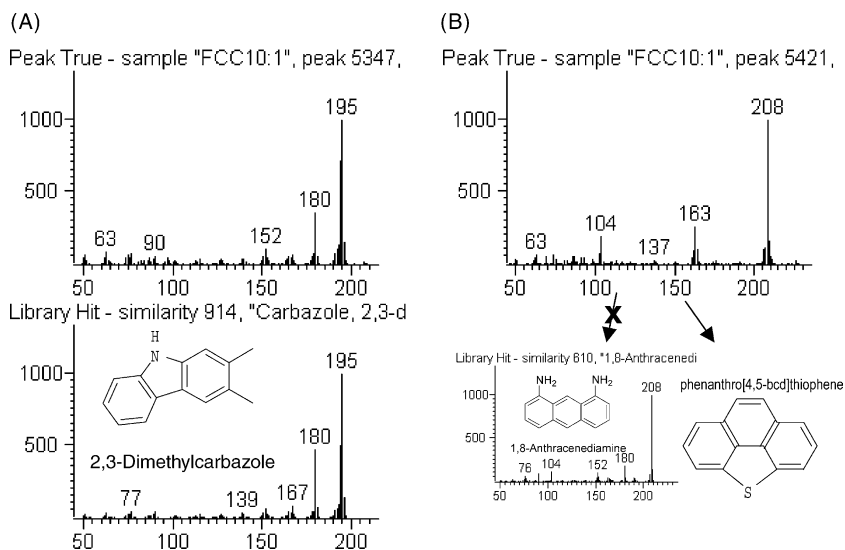 (A)
Peak True - sample "FCC10:1", peak 5347,
1000
500
195
180
152
90
63
50 100 150 200
Library Hit - similarity 914, "Carbazole, 2,3-d
1000
500
H
N
195
180
2,3-Dimethylcarbazole
77
139
167
50 100 150 200
(B)
Peak True - sample "FCC10:1", peak 5421,
1000
500
208
163
104
137
63
50 100 150 200
X
Library Hit - similarity 610, "1,8-Anthracenedi
1000
500
NH2 NH2
208
1,8-Anthracenediamine
76
104
152
180
50 100 150 200
phenanthro[4,5-bcd]thiophene
S